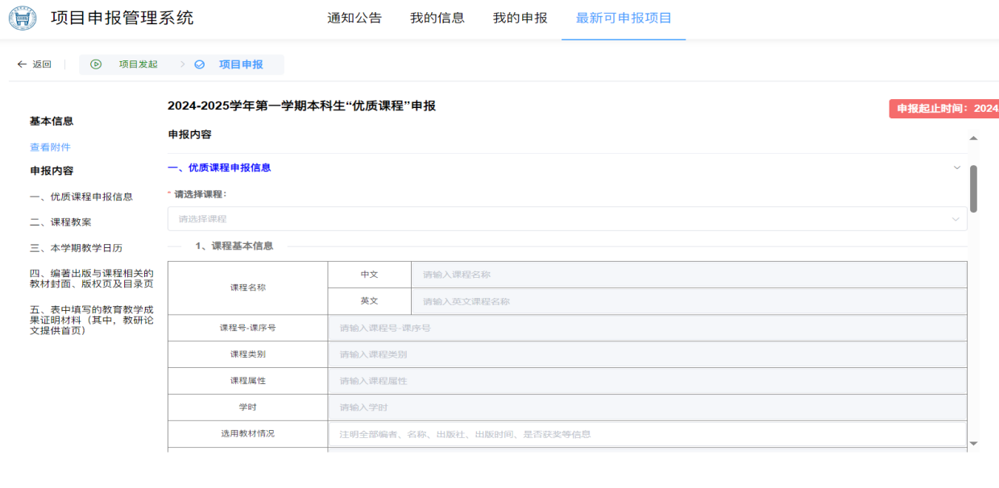 项目申报管理系统
通知公告
我的信息
我的申报
最新可申报项目
返回
项目发起
项目申报
基本信息
查看附件
申报内容
一、优质课程申报信息
二、课程教案
三、本学期教学日历
四、编著出版与课程相关的
教材封面、版权页及目录页
五、表中填写的教育教学成
果证明材料（其中，教研论
文提供首页）
2024-2025学年第一学期本科生“优质课程”申报
申报起止时间：2024
申报内容
一、优质课程申报信息
* 请选择课程：
请选择课程
1、课程基本信息
课程名称
中文
请输入课程名称
英文
请输入英文课程名称
课程号-课序号
请输入课程号-课序号
课程类别
请输入课程类别
课程属性
请输入课程属性
学时
请输入学时
选用教材情况
注明全部编者、名称、出版社、出版时间、是否获奖等信息